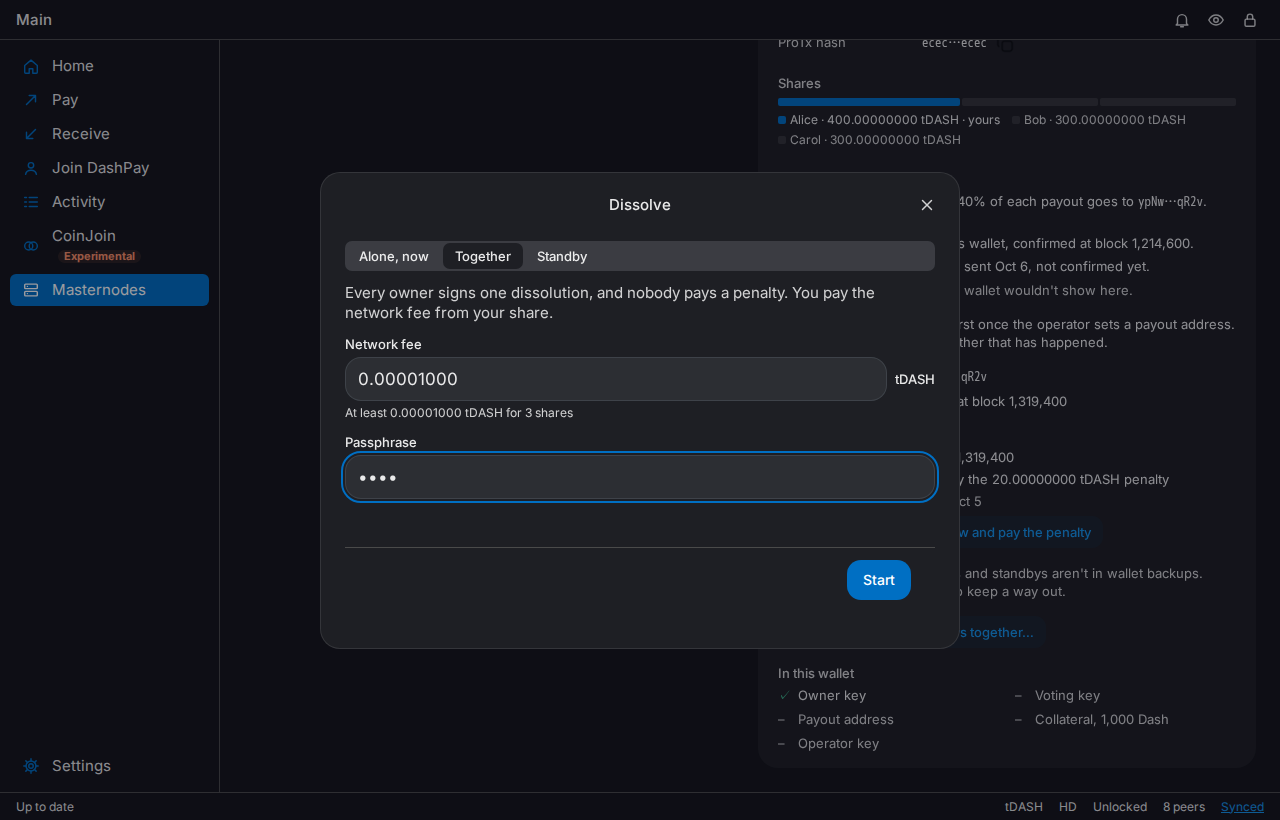 Main
Home
Pay
Receive
Join DashPay
Activity
CoinJoin
Experimental
Masternodes
Settings
ProTx hash ecec…ecec
Shares
Alice · 400.00000000 tDASH · yours Bob · 300.00000000 tDASH
Carol · 300.00000000 tDASH
40% of each payout goes to ypNw…qR2v.
wallet, confirmed at block 1,214,600.
sent Oct 6, not confirmed yet.
wallet wouldn't show here.
once the operator sets a payout address.
that has happened.
qR2v
at block 1,319,400
1,319,400
the 20.00000000 tDASH penalty
5
and pay the penalty
and standbys aren't in wallet backups.
keep a way out.
together...
In this wallet
✓ Owner key – Voting key
– Payout address – Collateral, 1,000 Dash
– Operator key
Dissolve
Alone, now Together Standby
Every owner signs one dissolution, and nobody pays a penalty. You pay the
network fee from your share.
Network fee
0.00001000 tDASH
At least 0.00001000 tDASH for 3 shares
Passphrase
••••
Start
Up to date tDASH HD Unlocked 8 peers Synced